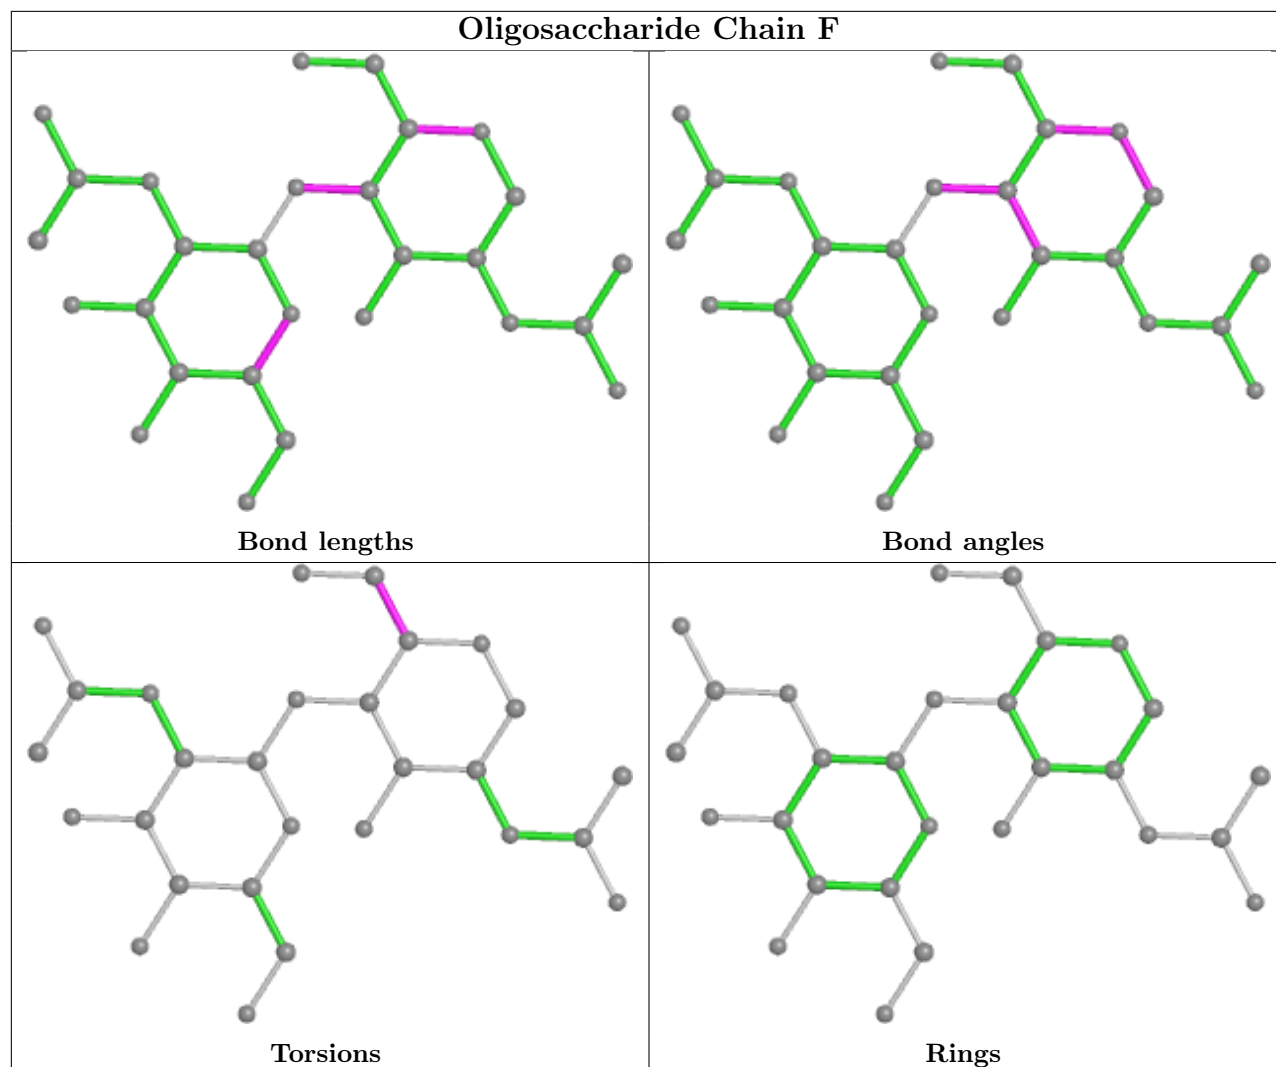 Oligosaccharide Chain F
Bond lengths
Bond angles
Torsions
Rings